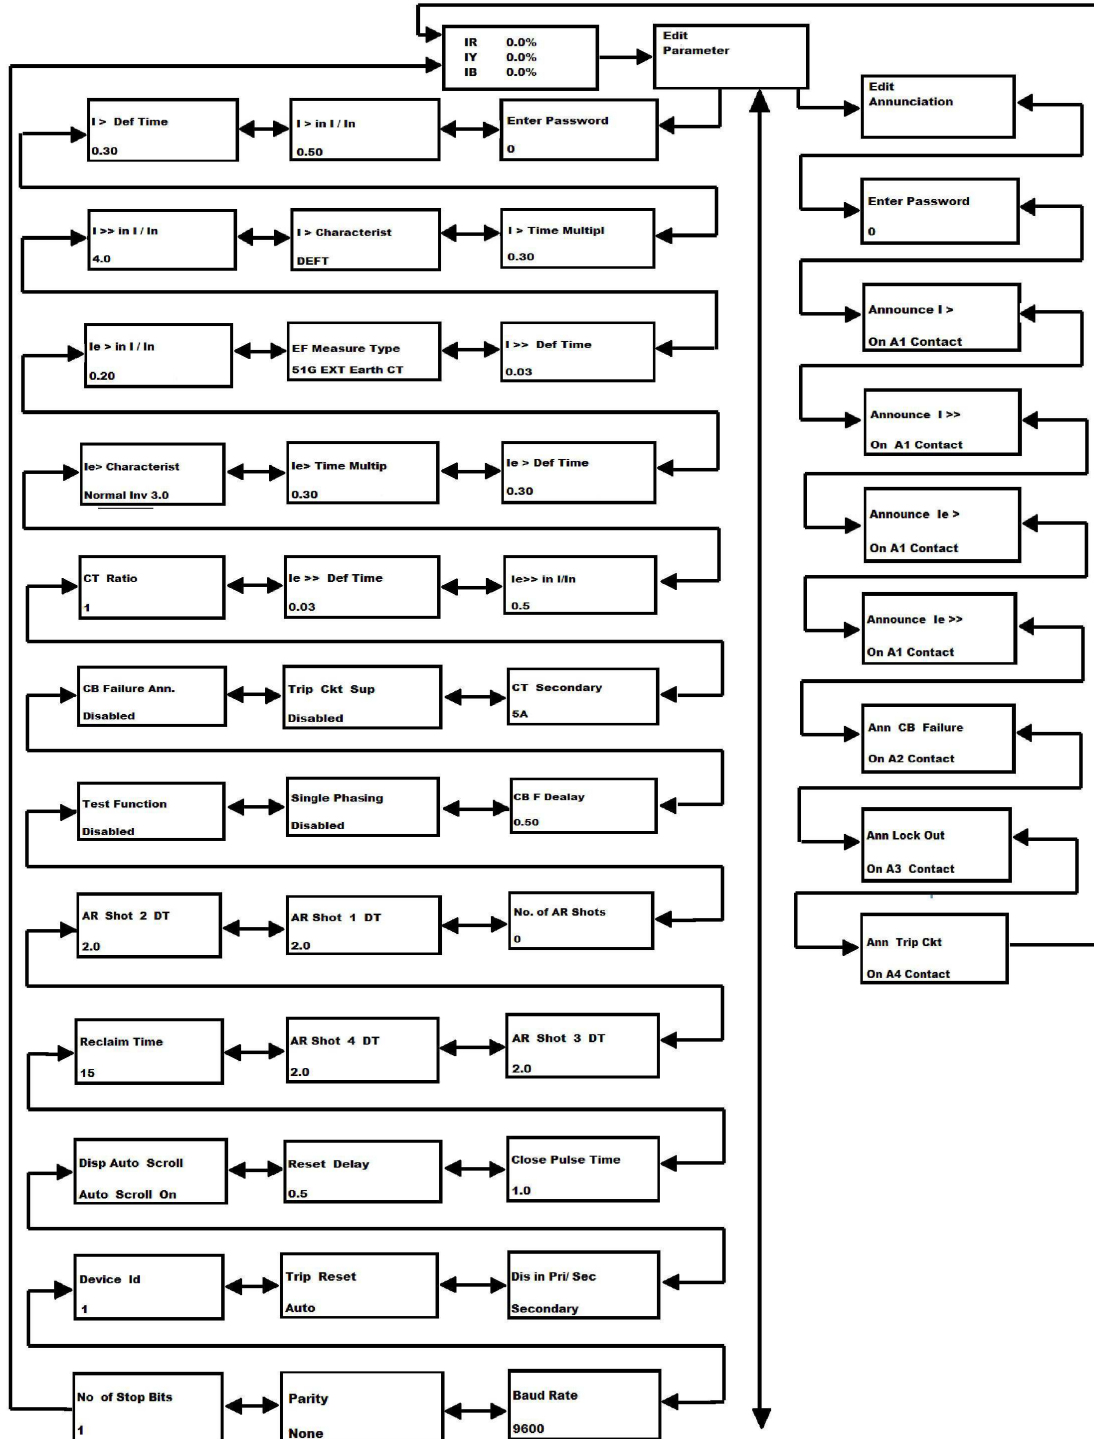 IR 0.0%
IY 0.0%
IB 0.0%
Edit
Parameter
I > Def Time
0.30
I > in I / In
0.50
Enter Password
0
I >> in I / In
4.0
I > Characterist
DEFT
I > Time Multipl
0.30
Ie > in I / In
0.20
EF Measure Type
51G EXT Earth CT
I >> Def Time
0.03
Ie> Characterist
Normal Inv 3.0
Ie> Time Multip
0.30
Ie > Def Time
0.30
CT Ratio
1
Ie >> Def Time
0.03
Ie>> in I/In
0.5
CB Failure Ann.
Disabled
Trip Ckt Sup
Disabled
CT Secondary
5A
Test Function
Disabled
Single Phasing
Disabled
CB F Dealay
0.50
AR Shot 2 DT
2.0
AR Shot 1 DT
2.0
No. of AR Shots
0
Reclaim Time
15
AR Shot 4 DT
2.0
AR Shot 3 DT
2.0
Disp Auto Scroll
Auto Scroll On
Reset Delay
0.5
Close Pulse Time
1.0
Device Id
1
Trip Reset
Auto
Dis in Pri/ Sec
Secondary
No of Stop Bits
1
Parity
None
Baud Rate
9600
Edit
Annunciation
Enter Password
0
Announce I >
On A1 Contact
Announce I >>
On A1 Contact
Announce Ie >
On A1 Contact
Announce Ie >>
On A1 Contact
Ann CB Failure
On A2 Contact
Ann Lock Out
On A3 Contact
Ann Trip Ckt
On A4 Contact